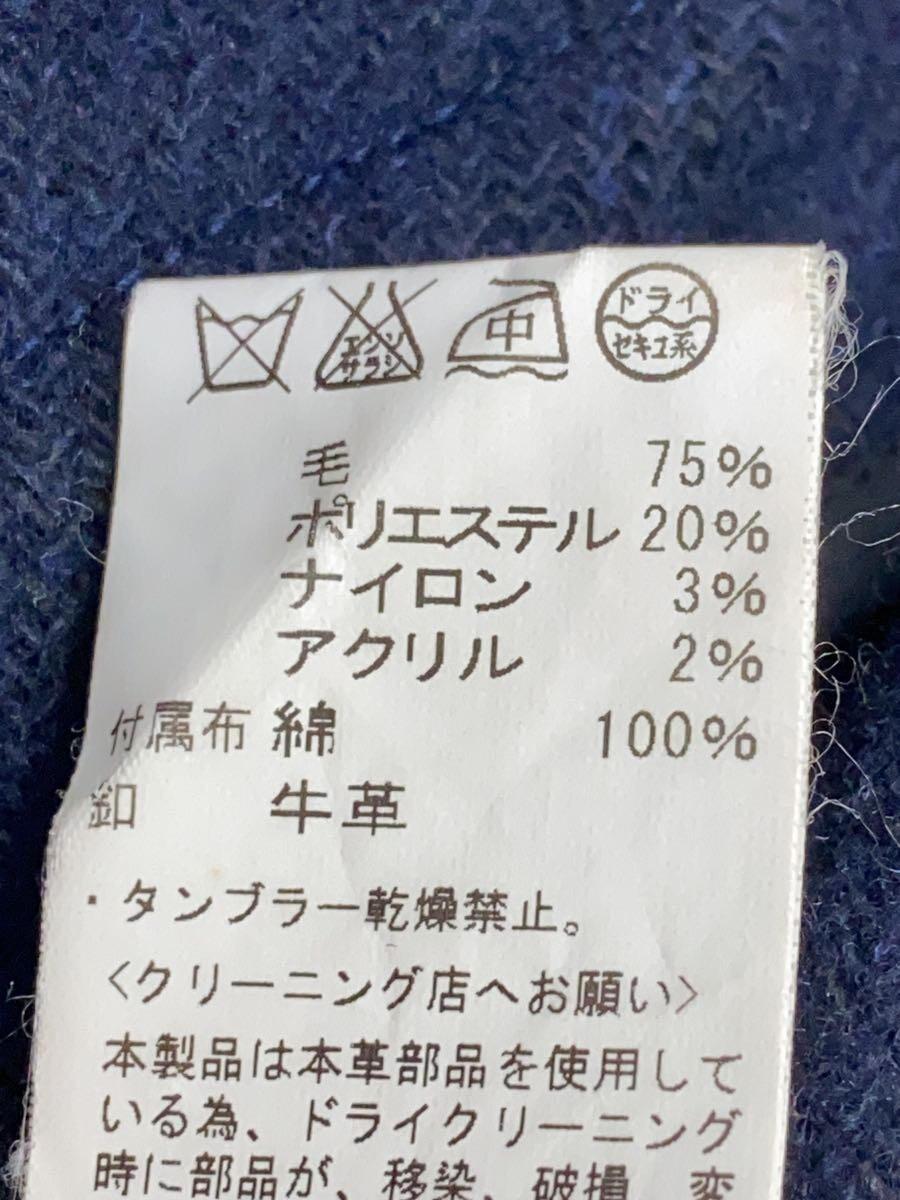 エンソ
サラシ
中
ドライ
セキユ系
毛 75%
ポリエステル 20%
ナイロン 3%
アクリル 2%
付属布 綿 100%
釦 牛革
・タンブラー乾燥禁止。
<クリーニング店へお願い>
本製品は本革部品を使用して
いる為、ドライクリーニング
時に部品が、移染、破損、変